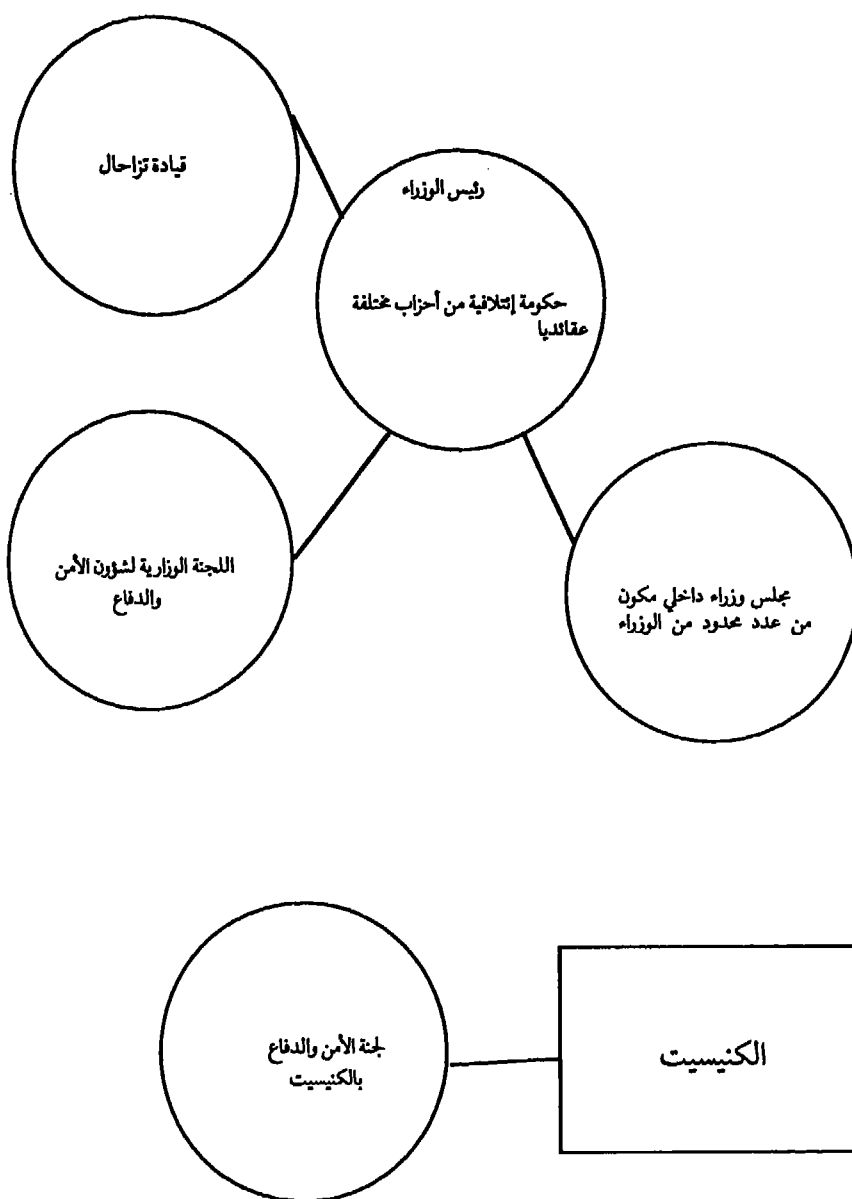 قيادة تزاحال
رئيس الوزراء
حكومة إئتلافية من أحزاب مختلفة
عقائديا
اللجنة الوزارية لشؤون الأمن
والدفاع
مجلس وزراء داخلي مكون
من عدد محدود من الوزراء
لجنة الأمن والدفاع
بالكنيسيت
الكنيسيت